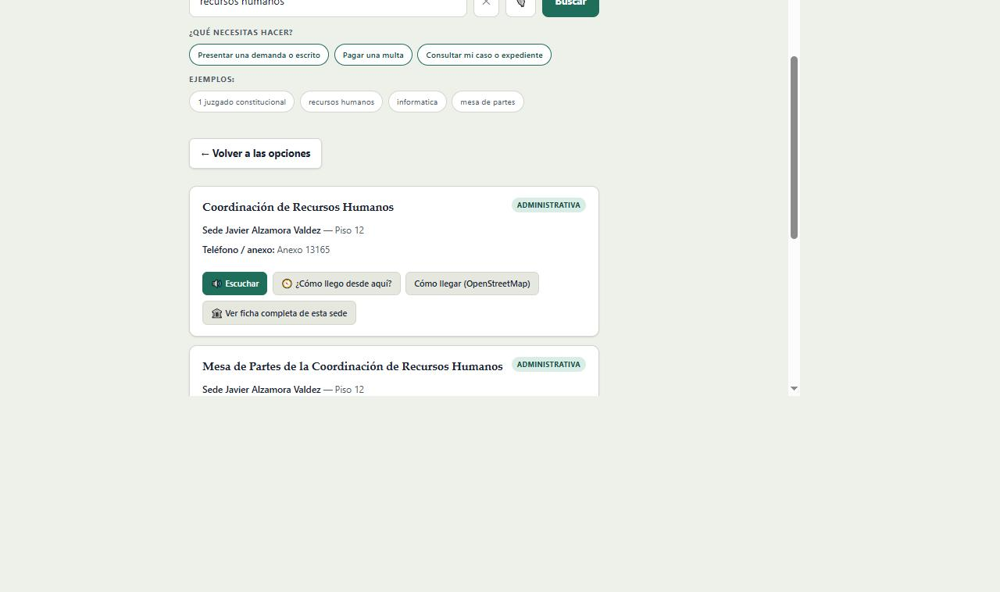 recursos humanos
Buscar
¿QUÉ NECESITAS HACER?
Presentar una demanda o escrito
Pagar una multa
Consultar mi caso o expediente
EJEMPLOS:
1 juzgado constitucional
recursos humanos
informatica
mesa de partes
← Volver a las opciones
Coordinación de Recursos Humanos
ADMINISTRATIVA
Sede Javier Alzamora Valdez — Piso 12
Teléfono / anexo: Anexo 13165
Escuchar
¿Cómo llego desde aquí?
Cómo llegar (OpenStreetMap)
Ver ficha completa de esta sede
Mesa de Partes de la Coordinación de Recursos Humanos
ADMINISTRATIVA
Sede Javier Alzamora Valdez — Piso 12